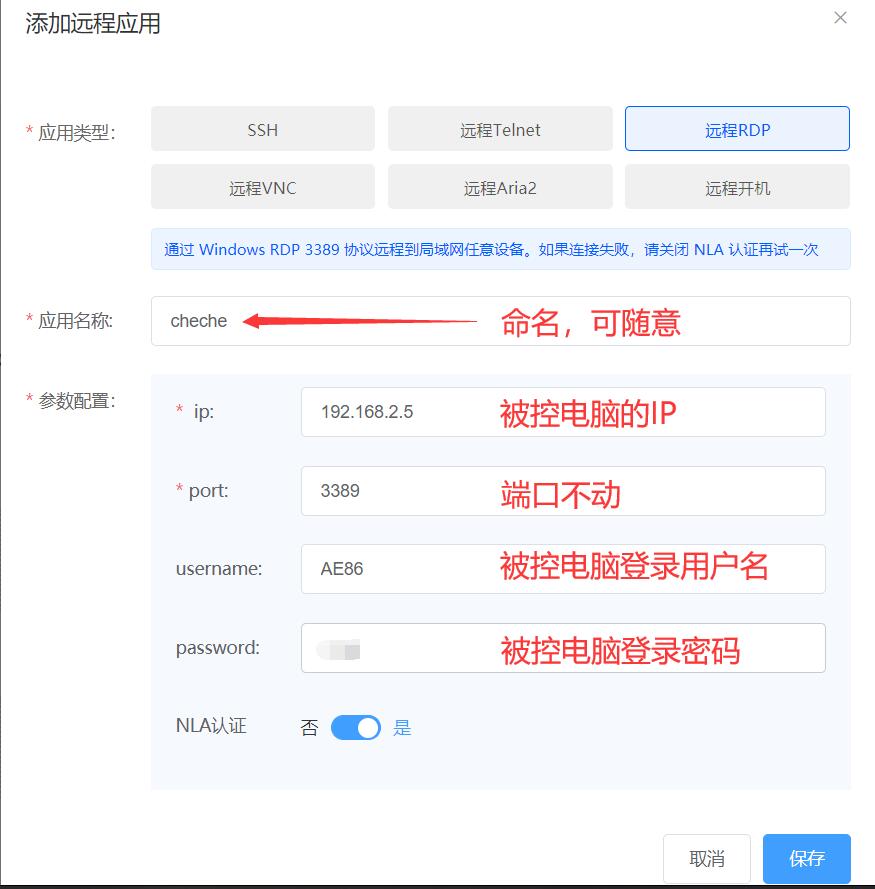 添加远程应用
* 应用类型:
SSH
远程Telnet
远程RDP
远程VNC
远程Aria2
远程开机
通过 Windows RDP 3389 协议远程到局域网任意设备。如果连接失败，请关闭 NLA 认证再试一次
* 应用名称:
cheche
命名，可随意
* 参数配置:
* ip:
192.168.2.5
被控电脑的IP
* port:
3389
端口不动
username:
AE86
被控电脑登录用户名
password:
被控电脑登录密码
NLA认证
否
是
取消
保存